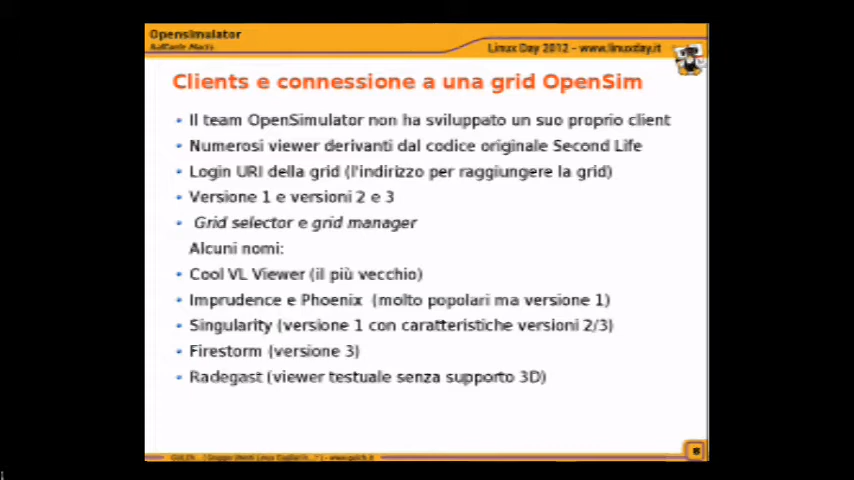 Opensimulator
Linux Day 2012 - www.linuxday.it
Clients e connessione a una grid OpenSim
• Il team OpenSimulator non ha sviluppato un suo proprio client
• Numerosi viewer derivanti dal codice originale Second Life
• Login URI della grid (l'indirizzo per raggiungere la grid)
• Versione 1 e versioni 2 e 3
• Grid selector e grid manager
Alcuni nomi:
• Cool VL Viewer (il più vecchio)
• Imprudence e Phoenix (molto popolari ma versione 1)
• Singularity (versione 1 con caratteristiche versioni 2/3)
• Firestorm (versione 3)
• Radegast (viewer testuale senza supporto 3D)
8